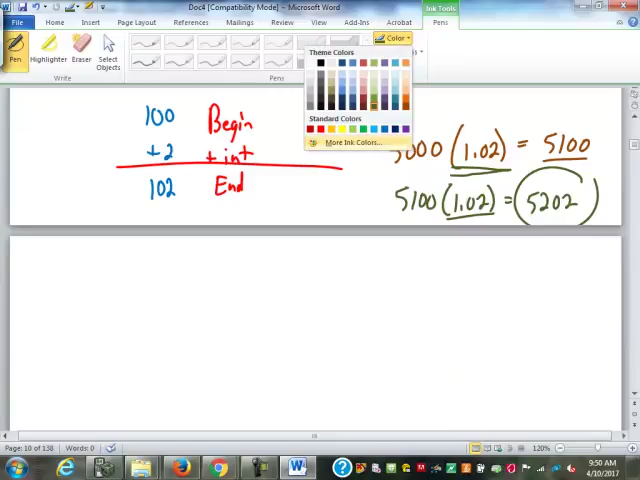 Doc4 [Compatibility Mode] - Microsoft Word
Ink Tools
File
Home
Insert
Page Layout
References
Mailings
Review
View
Add-Ins
Acrobat
Pens
Pen
Highlighter
Eraser
Select Objects
Write
Pens
Color
Theme Colors
Standard Colors
More Ink Colors...
100 Begin
+2 + int
102 End
5000 (1.02) = 5100
5100 (1.02) = 5202
Page: 10 of 138
Words: 0
120%
9:50 AM
4/10/2017